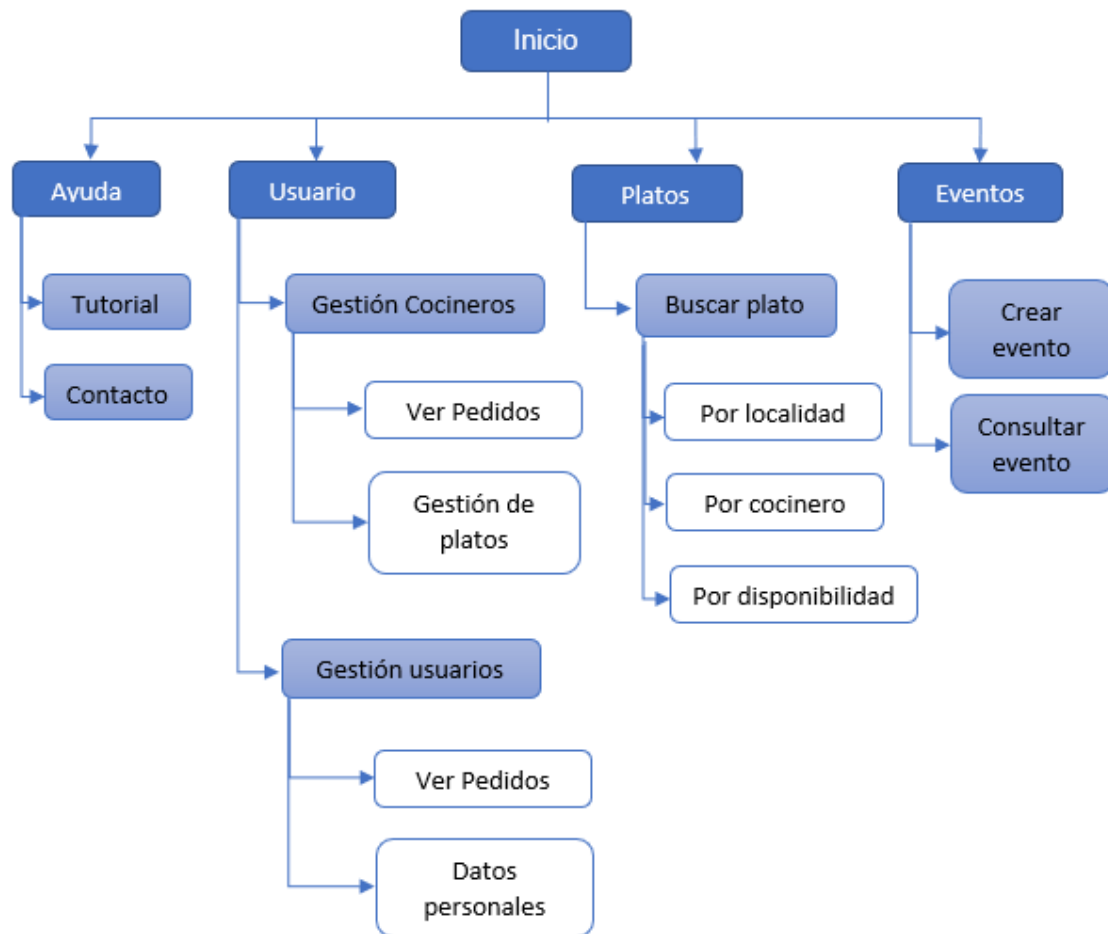 Inicio
Ayuda
Usuario
Platos
Eventos
Tutorial
Contacto
Gestión Cocineros
Ver Pedidos
Gestión de
platos
Gestión usuarios
Ver Pedidos
Datos
personales
Buscar plato
Por localidad
Por cocinero
Por disponibilidad
Crear
evento
Consultar
evento